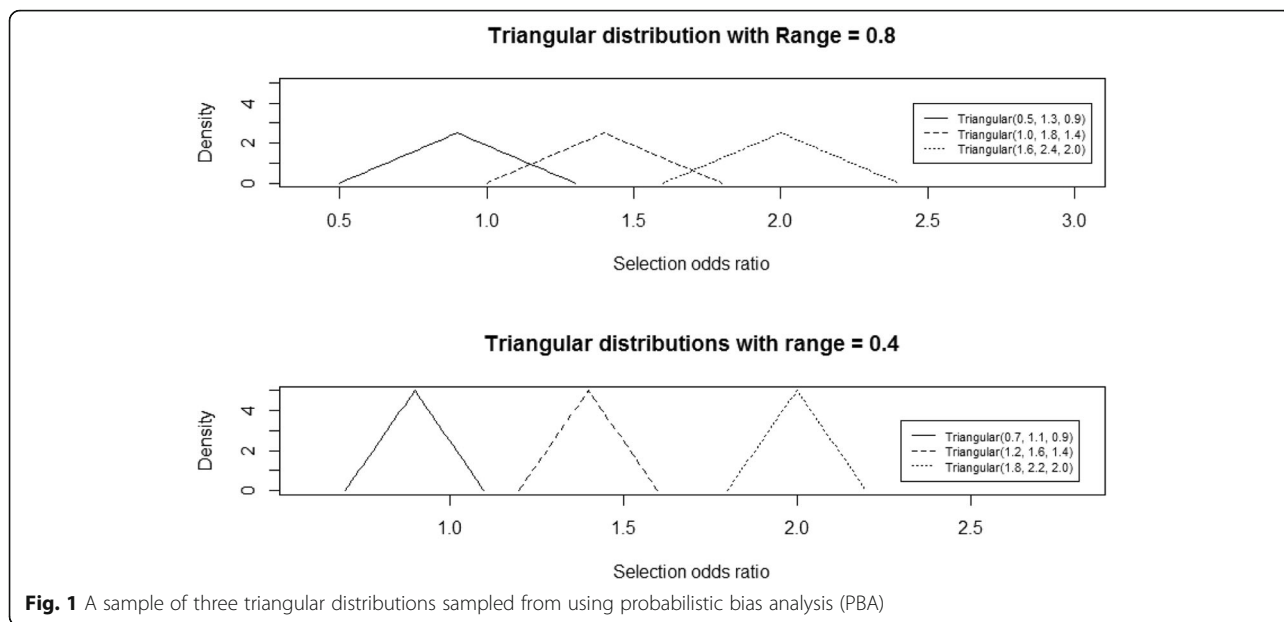 Triangular distribution with Range = 0.8
Density
0 2 4
Triangular(0.5, 1.3, 0.9)
Triangular(1.0, 1.8, 1.4)
Triangular(1.6, 2.4, 2.0)
0.5 1.0 1.5 2.0 2.5 3.0
Selection odds ratio
Triangular distributions with range = 0.4
Density
0 2 4
Triangular(0.7, 1.1, 0.9)
Triangular(1.2, 1.6, 1.4)
Triangular(1.8, 2.2, 2.0)
1.0 1.5 2.0 2.5
Selection odds ratio
Fig. 1 A sample of three triangular distributions sampled from using probabilistic bias analysis (PBA)